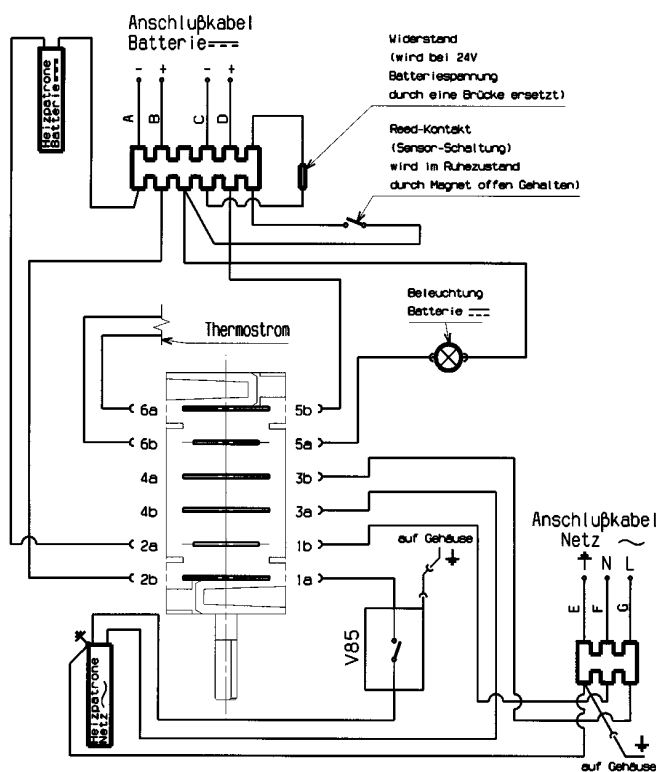 Anschlußkabel
Batterie
- + - +
A B C D
Heizpatrone
Batterie
Widerstand
(wird bei 24V
Batteriespannung
durch eine Brücke ersetzt)
Reed-Kontakt
(Sensor-Schaltung)
wird im Ruhezustand
durch Magnet offen Gehalten)
Beleuchtung
Batterie
Thermostrom
6a 5b
6b 5a
4a 3b
4b 3a
2a 1b
2b 1a
auf Gehäuse
V85
Anschlußkabel
Netz ~
N L
E F G
Heizpatrone
Netz ~
auf Gehäuse